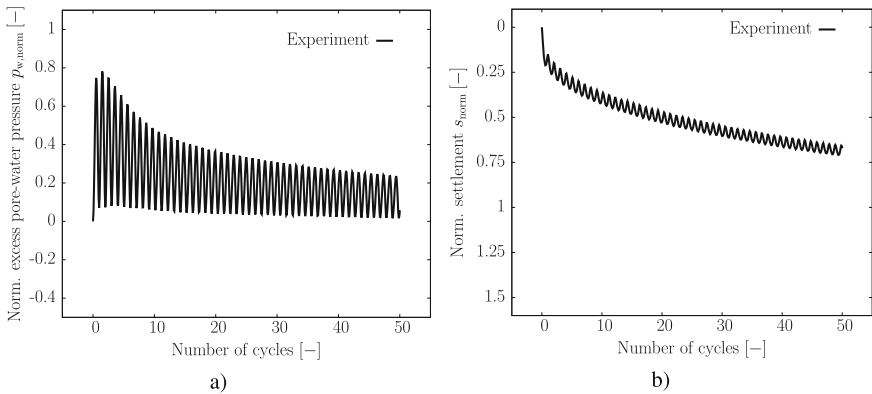 Norm. excess pore-water pressure p_w,norm [−]
1
0.8
0.6
0.4
0.2
0
-0.2
-0.4
Experiment
0 10 20 30 40 50
Number of cycles [−]
a)
Norm. settlement s_norm [−]
0
0.25
0.5
0.75
1
1.25
1.5
Experiment
0 10 20 30 40 50
Number of cycles [−]
b)